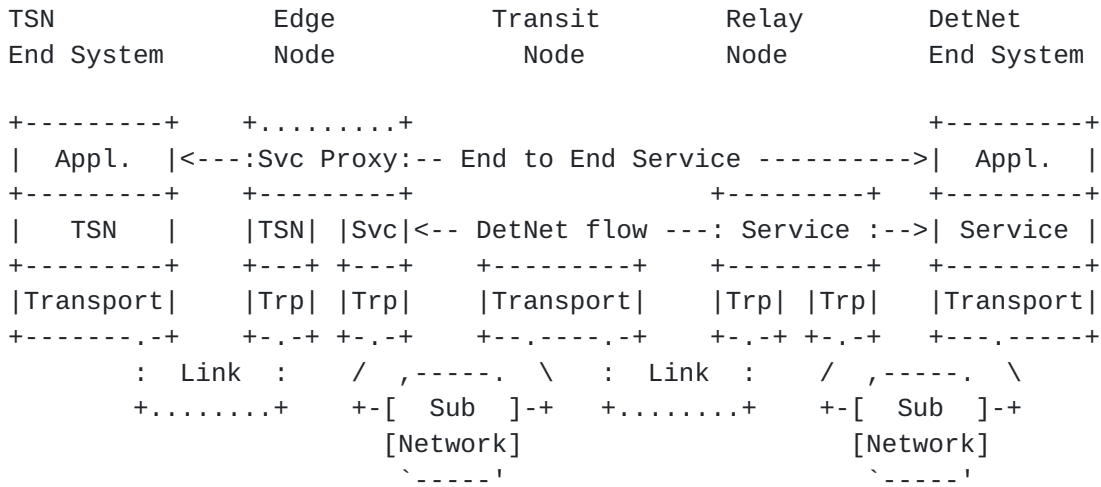 TSN                Edge              Transit          Relay           DetNet
End System         Node                Node           Node            End System

+---------+      +.........+                                          +---------+
|  Appl.  |<---:Svc Proxy:-- End to End Service ---------->|  Appl.  |
+---------+      +---------+                         +---------+    +---------+
|   TSN   |      |TSN| |Svc|<-- DetNet flow ---: Service :-->| Service |
+---------+      +---+ +---+      +---------+      +---------+    +---------+
|Transport|      |Trp| |Trp|      |Transport|      |Trp| |Trp|    |Transport|
+-------.-+      +-.-+ +-.-+      +--.----.-+      +-.-+ +-.-+    +---.-----+
        :  Link  :    /  ,-----.  \   :  Link  :    /  ,-----.  \
        +........+    +-[  Sub  ]-+   +........+    +-[  Sub  ]-+
                        [Network]                     [Network]
                         `-----'                       `-----'